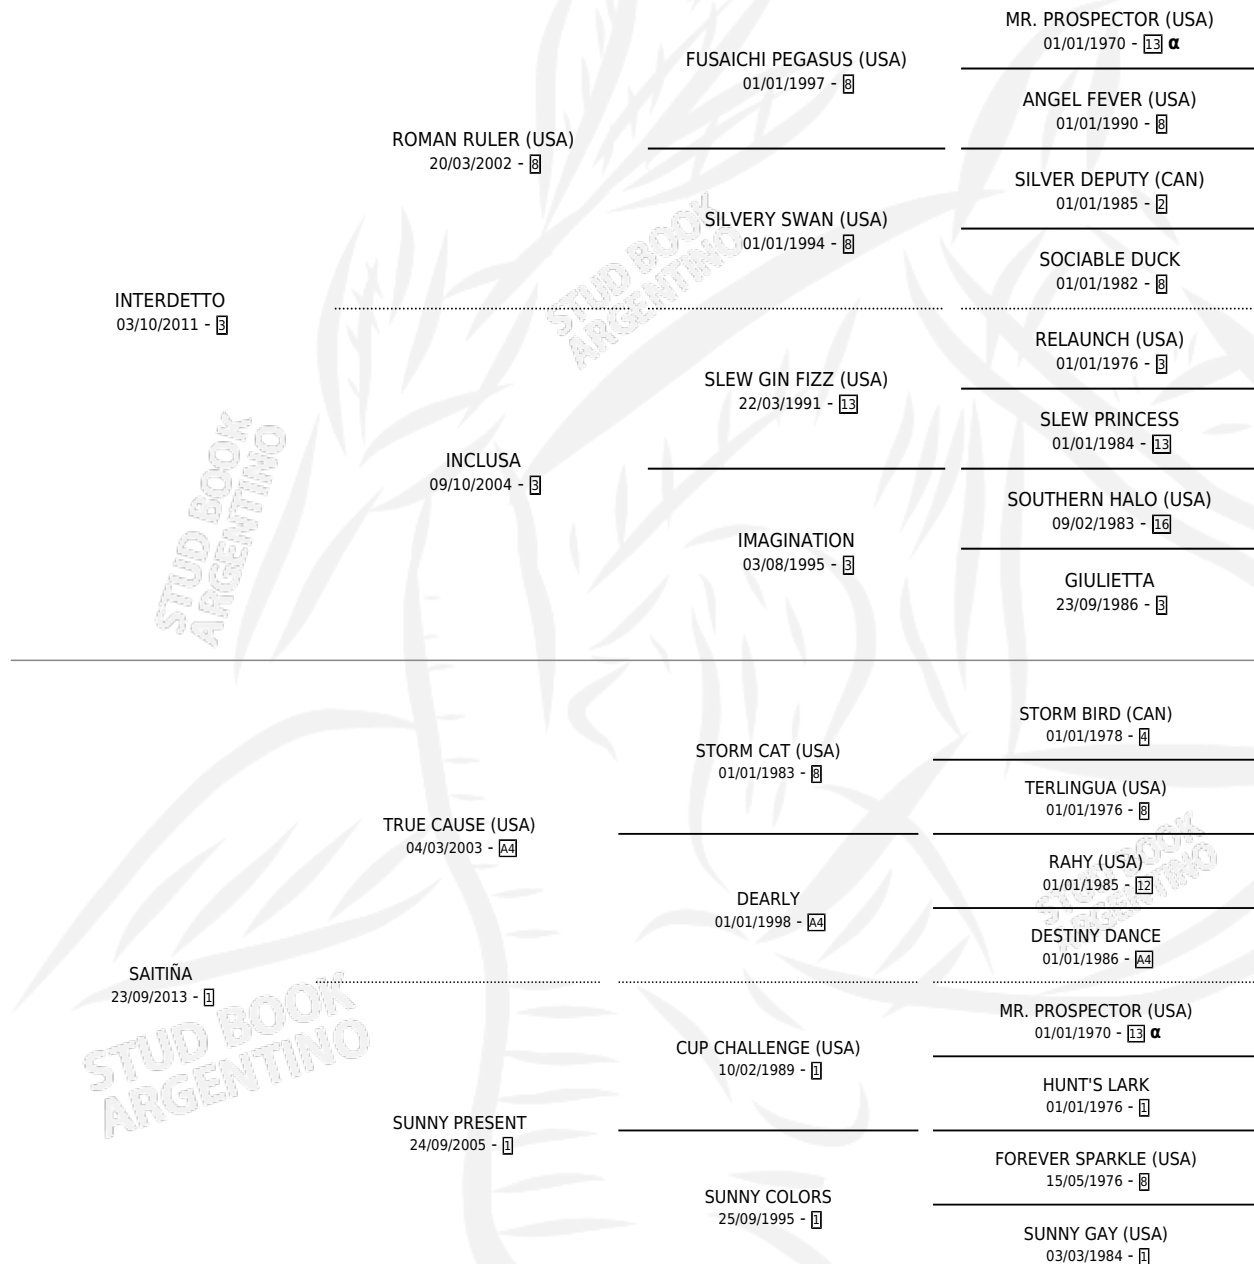 MR. PROSPECTOR (USA)
01/01/1970 - 13 α
FUSAICHI PEGASUS (USA)
01/01/1997 - 8
ANGEL FEVER (USA)
01/01/1990 - 8
ROMAN RULER (USA)
20/03/2002 - 8
SILVER DEPUTY (CAN)
01/01/1985 - 2
SILVERY SWAN (USA)
01/01/1994 - 8
SOCIABLE DUCK
01/01/1982 - 8
INTERDETTO
03/10/2011 - 3
RELAUNCH (USA)
01/01/1976 - 3
SLEW GIN FIZZ (USA)
22/03/1991 - 13
SLEW PRINCESS
01/01/1984 - 13
INCLUSA
09/10/2004 - 3
SOUTHERN HALO (USA)
09/02/1983 - 16
IMAGINATION
03/08/1995 - 3
GIULIETTA
23/09/1986 - 3
STORM BIRD (CAN)
01/01/1978 - 4
STORM CAT (USA)
01/01/1983 - 8
TERLINGUA (USA)
01/01/1976 - 8
TRUE CAUSE (USA)
04/03/2003 - A4
RAHY (USA)
01/01/1985 - 12
DEARLY
01/01/1998 - A4
DESTINY DANCE
01/01/1986 - A4
SAITIÑA
23/09/2013 - 1
MR. PROSPECTOR (USA)
01/01/1970 - 13 α
CUP CHALLENGE (USA)
10/02/1989 - 1
HUNT'S LARK
01/01/1976 - 1
SUNNY PRESENT
24/09/2005 - 1
FOREVER SPARKLE (USA)
15/05/1976 - 8
SUNNY COLORS
25/09/1995 - 1
SUNNY GAY (USA)
03/03/1984 - 1
STUD BOOK
ARGENTINO
STUD BOOK
ARGENTINO
STUD BOOK
ARGENTINO
STUD BOOK
ARGENTINO